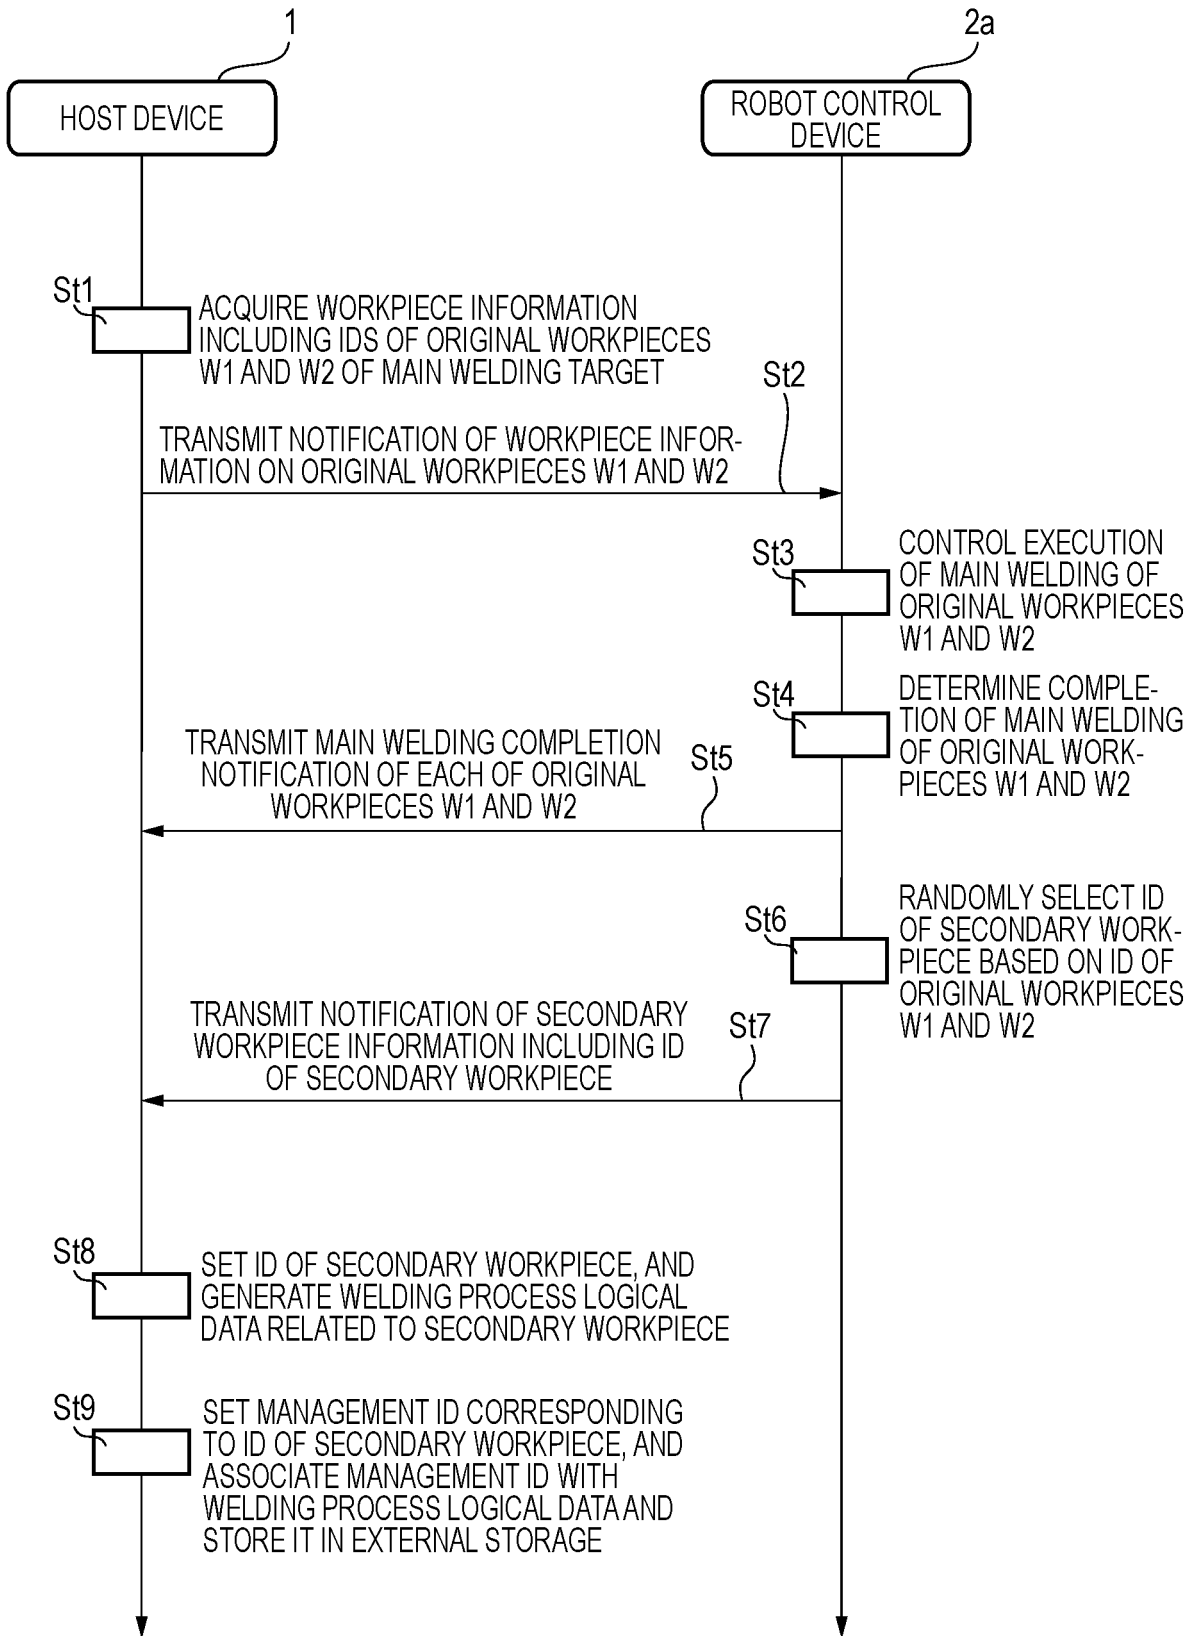 1
2a
HOST DEVICE
ROBOT CONTROL
DEVICE
St1
ACQUIRE WORKPIECE INFORMATION
INCLUDING IDS OF ORIGINAL WORKPIECES
W1 AND W2 OF MAIN WELDING TARGET
St2
TRANSMIT NOTIFICATION OF WORKPIECE INFOR-
MATION ON ORIGINAL WORKPIECES W1 AND W2
St3
CONTROL EXECUTION
OF MAIN WELDING OF
ORIGINAL WORKPIECES
W1 AND W2
St4
DETERMINE COMPLE-
TION OF MAIN WELDING
OF ORIGINAL WORK-
PIECES W1 AND W2
St5
TRANSMIT MAIN WELDING COMPLETION
NOTIFICATION OF EACH OF ORIGINAL
WORKPIECES W1 AND W2
St6
RANDOMLY SELECT ID
OF SECONDARY WORK-
PIECE BASED ON ID OF
ORIGINAL WORKPIECES
W1 AND W2
St7
TRANSMIT NOTIFICATION OF SECONDARY
WORKPIECE INFORMATION INCLUDING ID
OF SECONDARY WORKPIECE
St8
SET ID OF SECONDARY WORKPIECE, AND
GENERATE WELDING PROCESS LOGICAL
DATA RELATED TO SECONDARY WORKPIECE
St9
SET MANAGEMENT ID CORRESPONDING
TO ID OF SECONDARY WORKPIECE, AND
ASSOCIATE MANAGEMENT ID WITH
WELDING PROCESS LOGICAL DATA AND
STORE IT IN EXTERNAL STORAGE